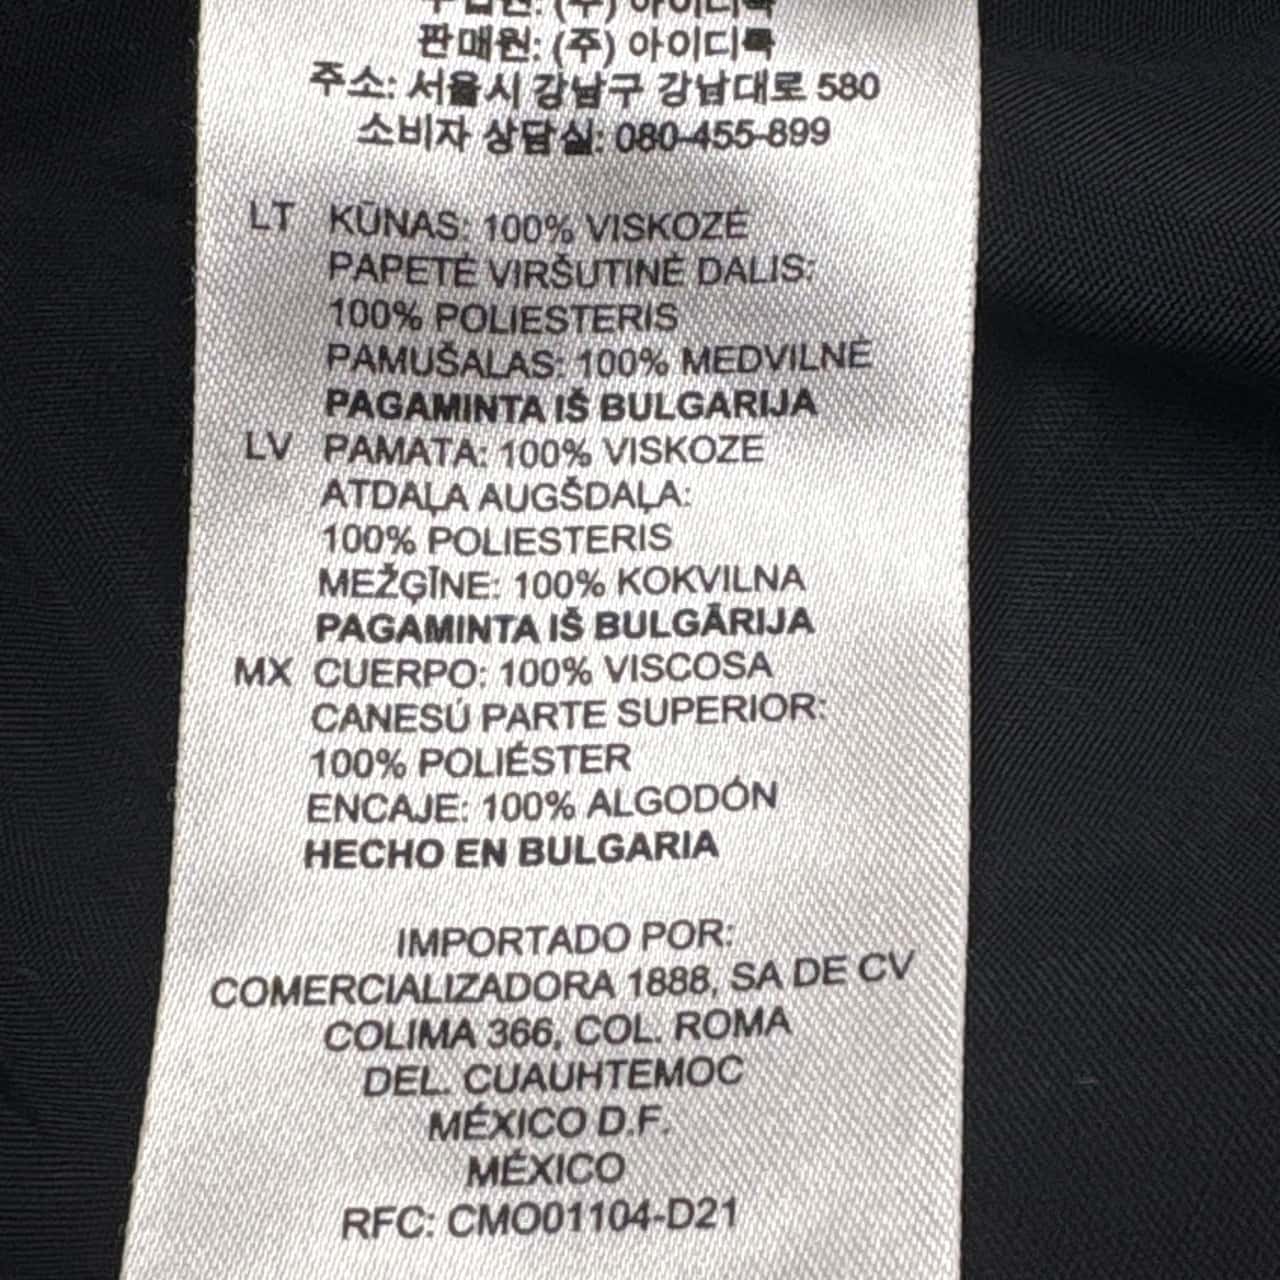 판매원: (주) 아이디룩
주소: 서울시 강남구 강남대로 580
소비자 상담실: 080-455-899
LT KŪNAS: 100% VISKOZĖ
PAPETĖ VIRŠUTINĖ DALIS:
100% POLIESTERIS
PAMUŠALAS: 100% MEDVILNĖ
PAGAMINTA IŠ BULGARIJA
LV PAMATA: 100% VISKOZE
ATDAĻA AUGŠDAĻA:
100% POLIESTERIS
MEŽĢĪNE: 100% KOKVILNA
PAGAMINTA IŠ BULGĀRIJA
MX CUERPO: 100% VISCOSA
CANESÚ PARTE SUPERIOR:
100% POLIÉSTER
ENCAJE: 100% ALGODÓN
HECHO EN BULGARIA
IMPORTADO POR:
COMERCIALIZADORA 1888, SA DE CV
COLIMA 366, COL. ROMA
DEL. CUAUHTEMOC
MÉXICO D.F.
MÉXICO
RFC: CMO01104-D21